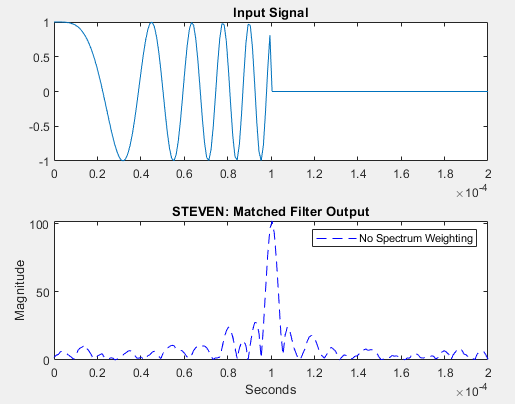 Input Signal
1
0.5
0
-0.5
-1
0 0.2 0.4 0.6 0.8 1 1.2 1.4 1.6 1.8 2
×10-4
STEVEN: Matched Filter Output
No Spectrum Weighting
100
50
0
Magnitude
0 0.2 0.4 0.6 0.8 1 1.2 1.4 1.6 1.8 2
Seconds
×10-4